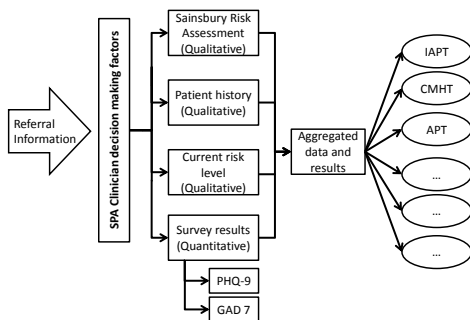 Referral
Information
SPA Clinician decision making factors
Sainsbury Risk
Assessment
(Qualitative)
Patient history
(Qualitative)
Current risk
level
(Qualitative)
Survey results
(Quantitative)
PHQ-9
GAD 7
Aggregated
data and
results
IAPT
CMHT
APT
...
...
...